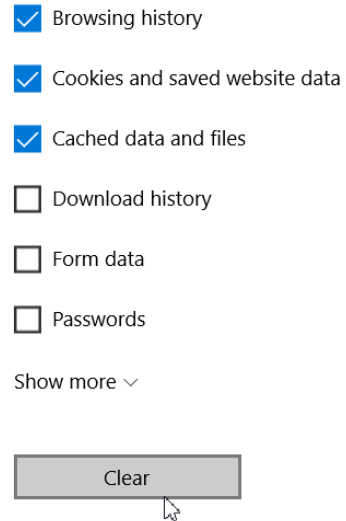 Browsing history
Cookies and saved website data
Cached data and files
Download history
Form data
Passwords
Show more
Clear